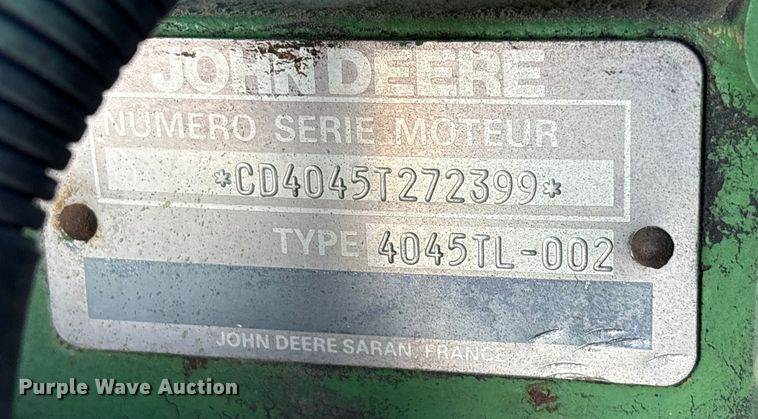 JOHN DEERE
NUMERO SERIE MOTEUR
*CD4045T272399*
TYPE 4045TL-002
JOHN DEERE SARAN, FRANCE
Purple Wave Auction